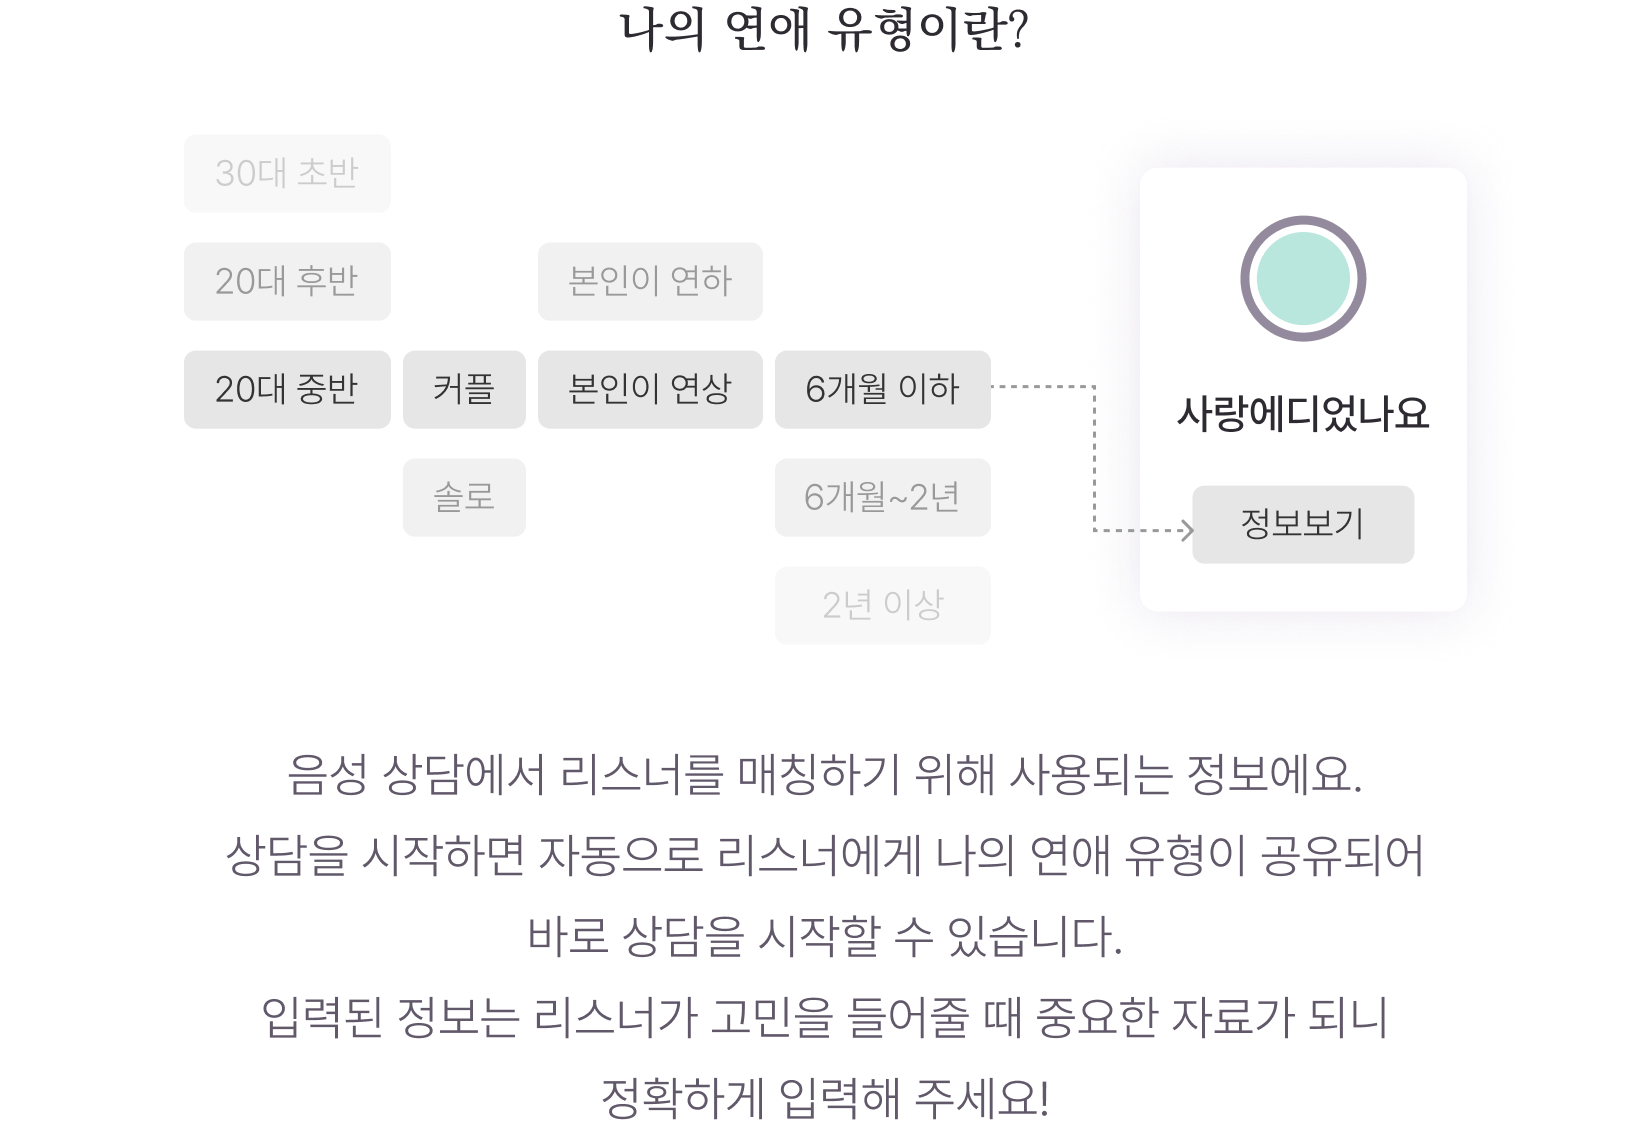 나의 연애 유형이란?
30대 초반
20대 후반
본인이 연하
20대 중반
커플
본인이 연상
6개월 이하
솔로
6개월~2년
2년 이상
사랑에디었나요
정보보기
음성 상담에서 리스너를 매칭하기 위해 사용되는 정보에요.
상담을 시작하면 자동으로 리스너에게 나의 연애 유형이 공유되어
바로 상담을 시작할 수 있습니다.
입력된 정보는 리스너가 고민을 들어줄 때 중요한 자료가 되니
정확하게 입력해 주세요!